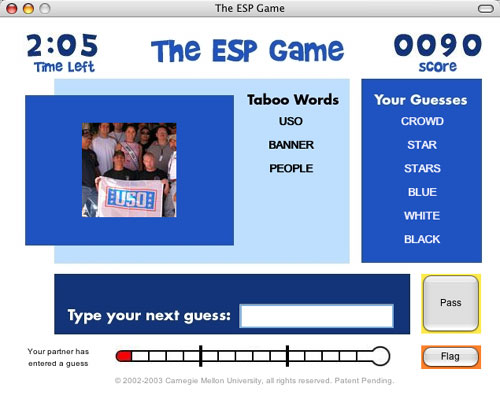 The ESP Game
2:05
Time Left
The ESP Game
0090
score
Taboo Words
USO
BANNER
PEOPLE
Your Guesses
CROWD
STAR
STARS
BLUE
WHITE
BLACK
USO
Type your next guess:
Pass
Your partner has
entered a guess
Flag
© 2002-2003 Carnegie Mellon University, all rights reserved. Patent Pending.